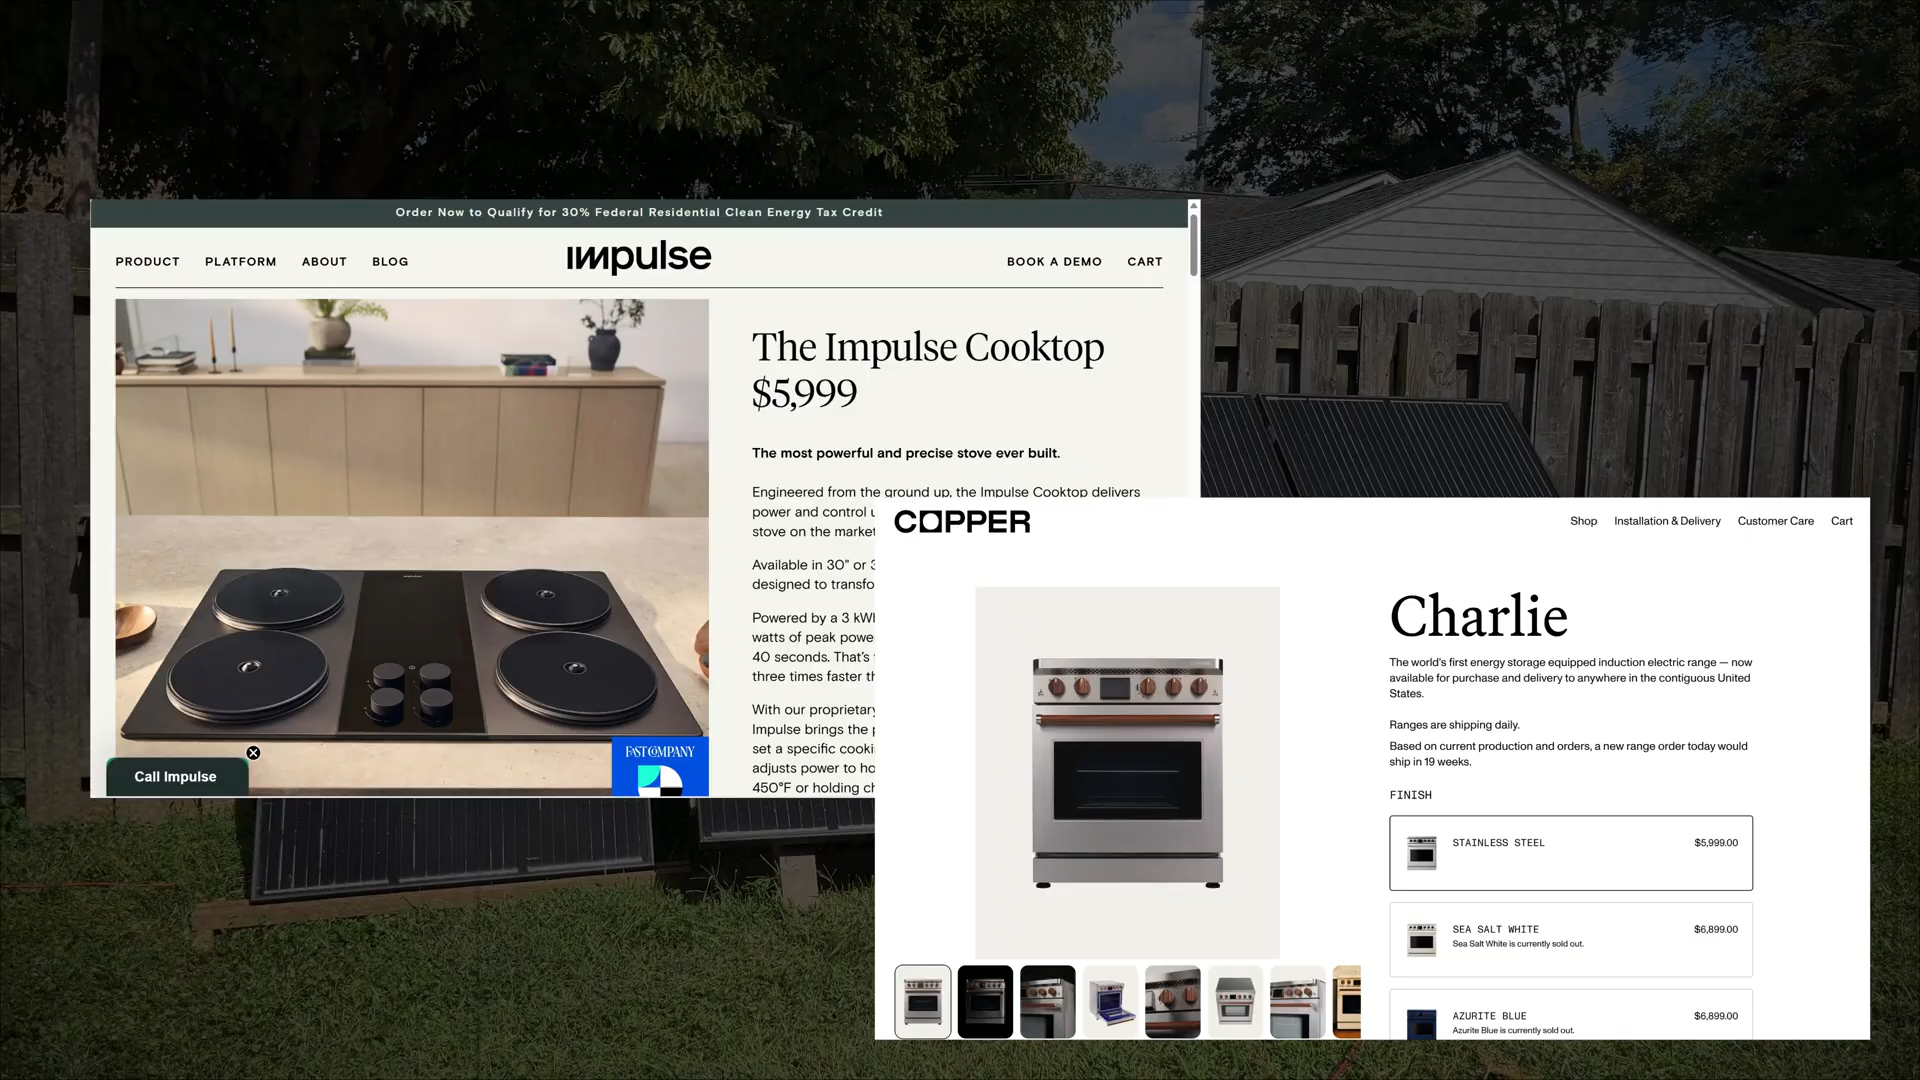 Order Now to Qualify for 30% Federal Residential Clean Energy Tax Credit
PRODUCT PLATFORM ABOUT BLOG
impulse
BOOK A DEMO CART
The Impulse Cooktop
$5,999
The most powerful and precise stove ever built.
Engineered from the ground up, the Impulse Cooktop delivers
power and control
stove on the market
Available in 30" or
designed to transfo
Powered by a 3 kWh
watts of peak powe
40 seconds. That's
three times faster
With our proprietary
Impulse brings the
set a specific cooki
adjusts power to ho
450°F or holding ch
Call Impulse
FAST COMPANY
COPPER
Shop Installation & Delivery Customer Care Cart
Charlie
The world's first energy storage equipped induction electric range — now
available for purchase and delivery to anywhere in the contiguous United
States.
Ranges are shipping daily.
Based on current production and orders, a new range order today would
ship in 19 weeks.
FINISH
STAINLESS STEEL $5,999.00
SEA SALT WHITE $6,899.00
Sea Salt White is currently sold out.
AZURITE BLUE $6,899.00
Azurite Blue is currently sold out.